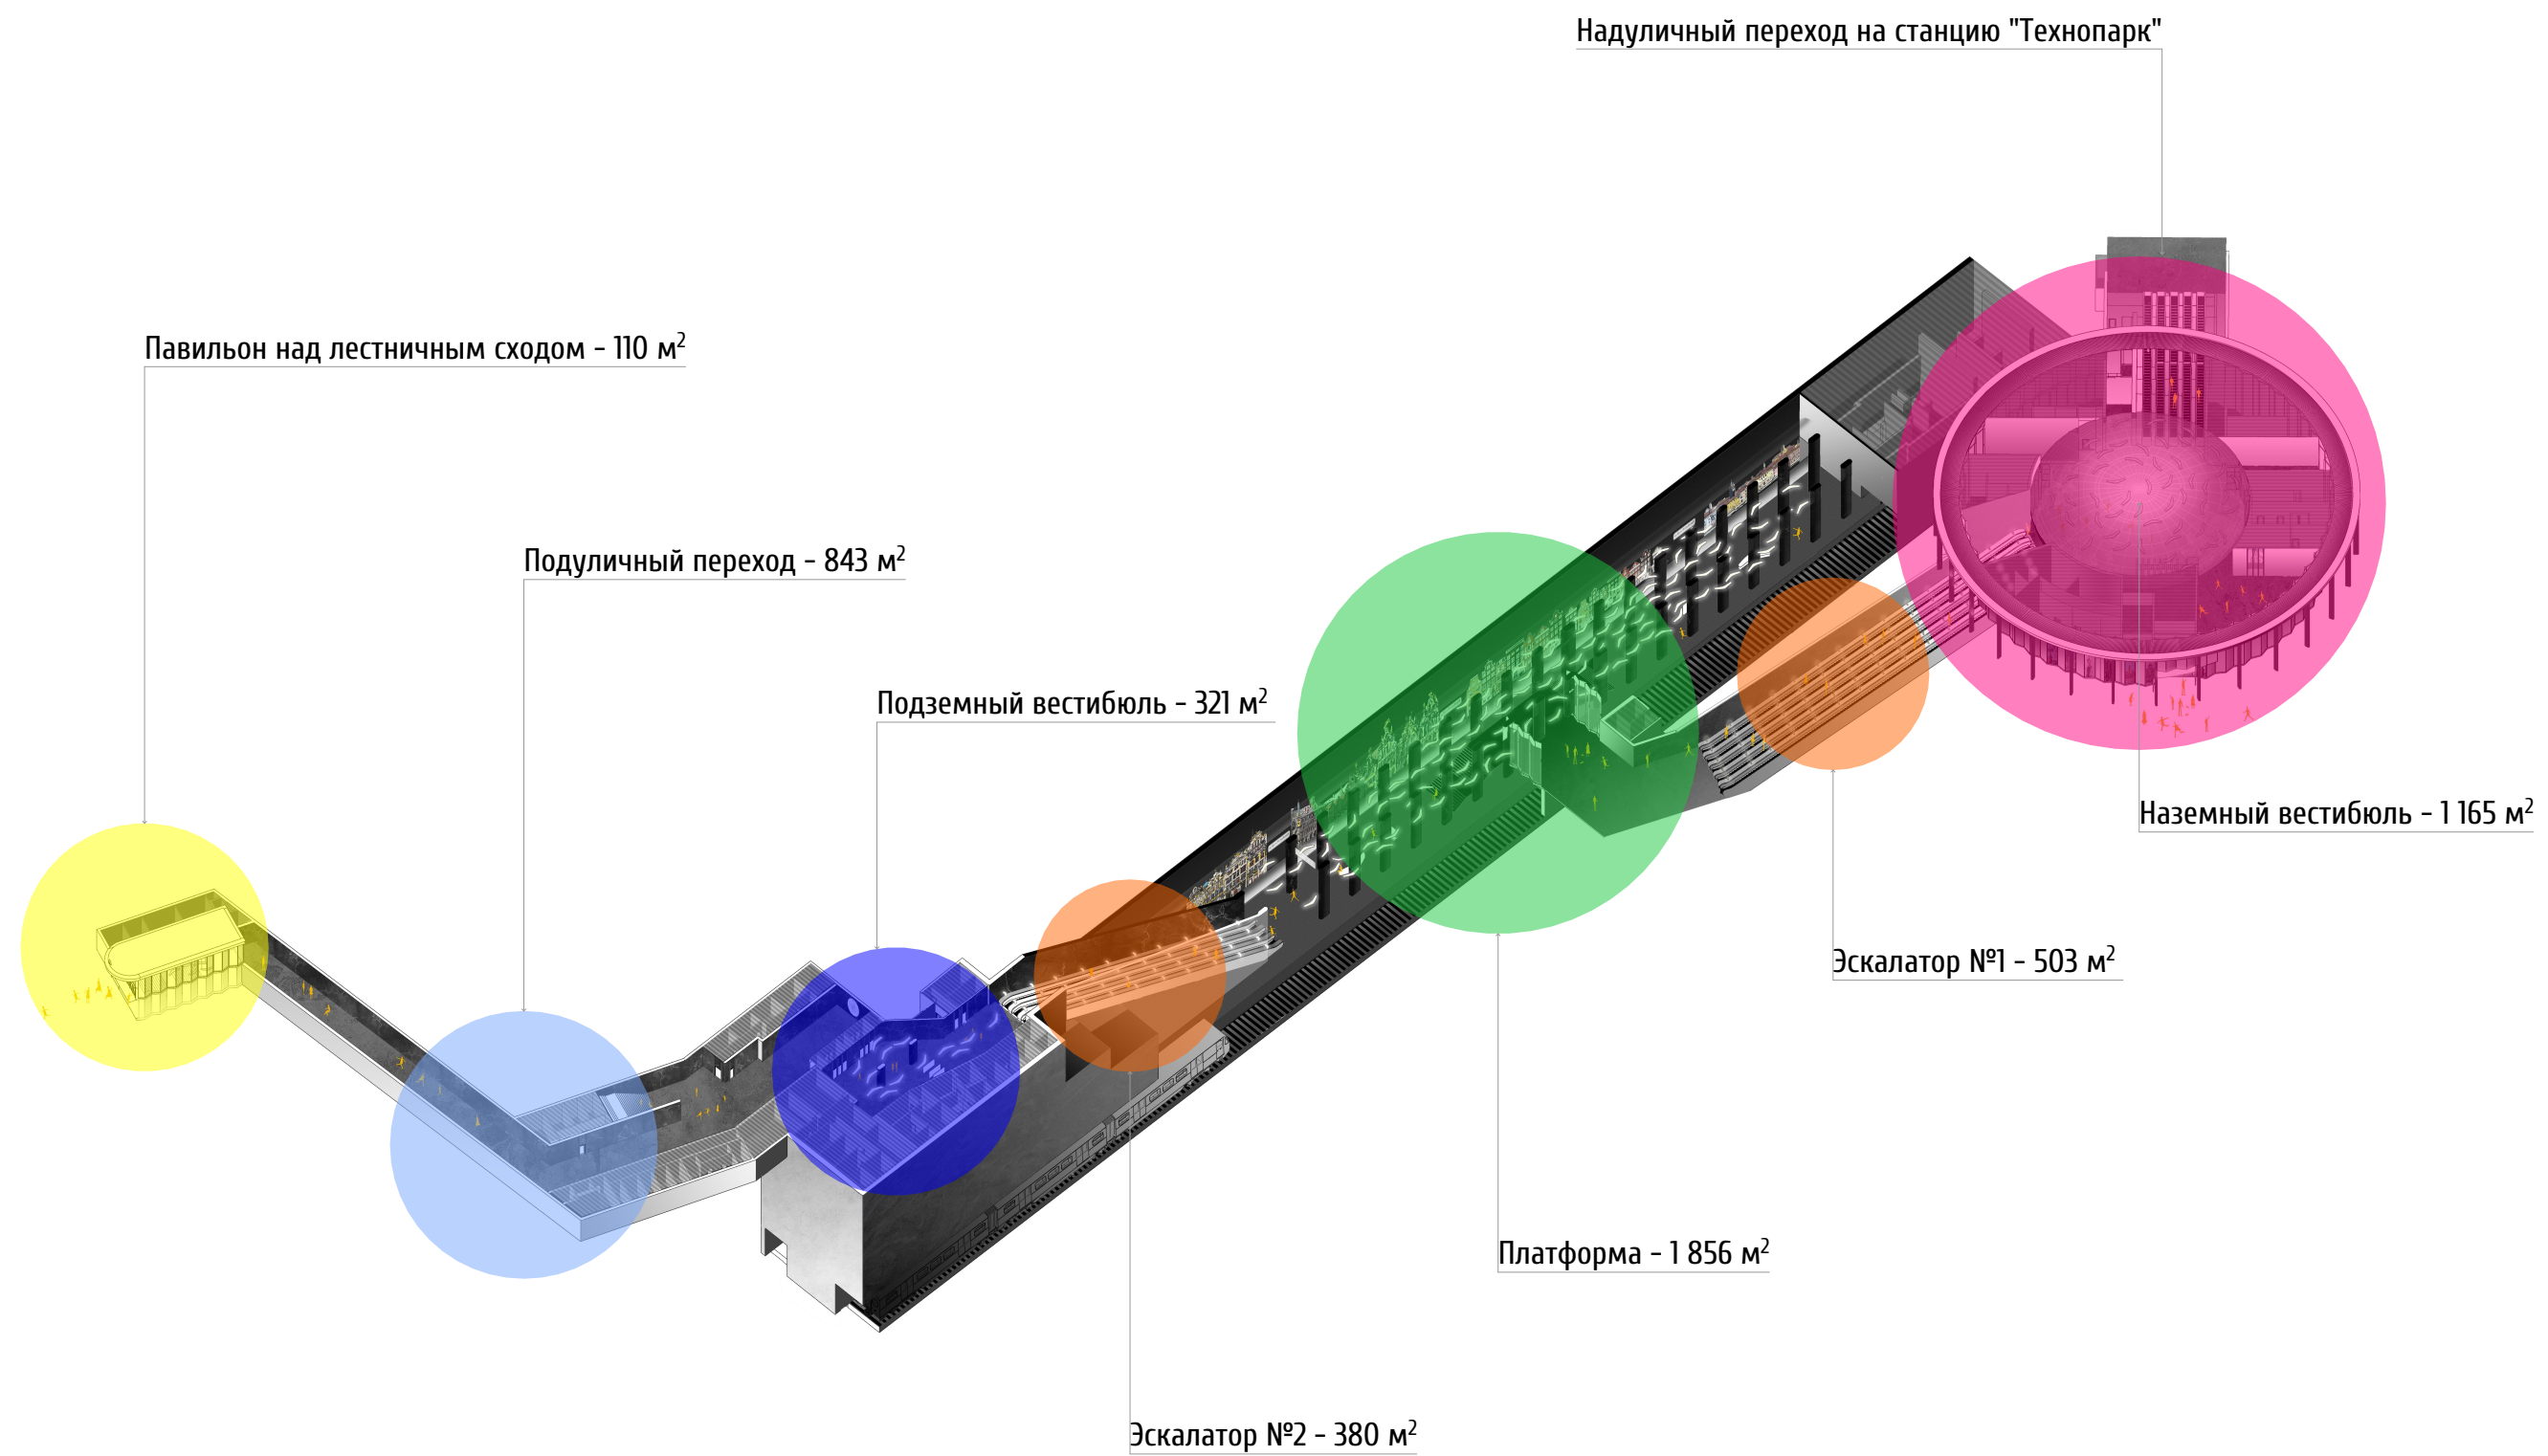 Надуличный переход на станцию "Технопарк"
Павильон над лестничным сходом - 110 м²
Подуличный переход - 843 м²
Подземный вестибюль - 321 м²
Наземный вестибюль - 1 165 м²
Эскалатор №1 - 503 м²
Платформа - 1 856 м²
Эскалатор №2 - 380 м²